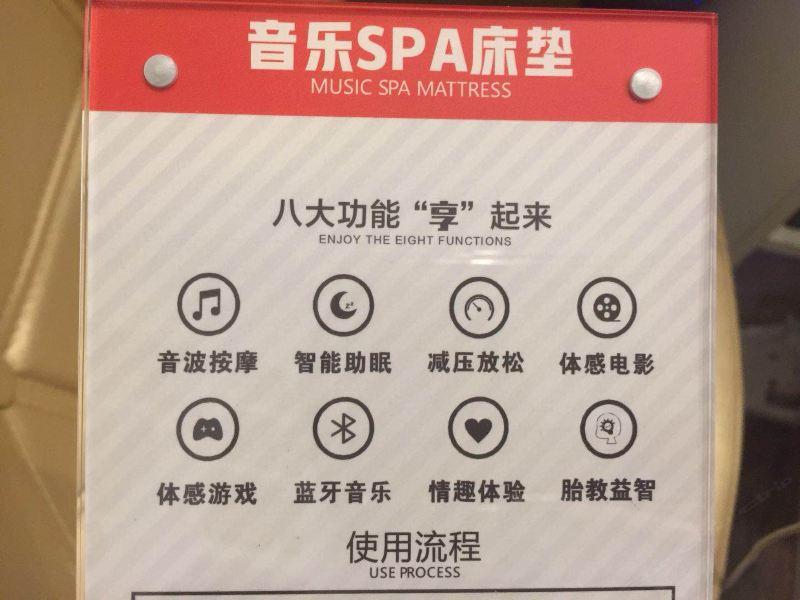 音乐SPA床垫
MUSIC SPA MATTRESS
八大功能“享”起来
ENJOY THE EIGHT FUNCTIONS
音波按摩 智能助眠 减压放松 体感电影
体感游戏 蓝牙音乐 情趣体验 胎教益智
使用流程
USE PROCESS